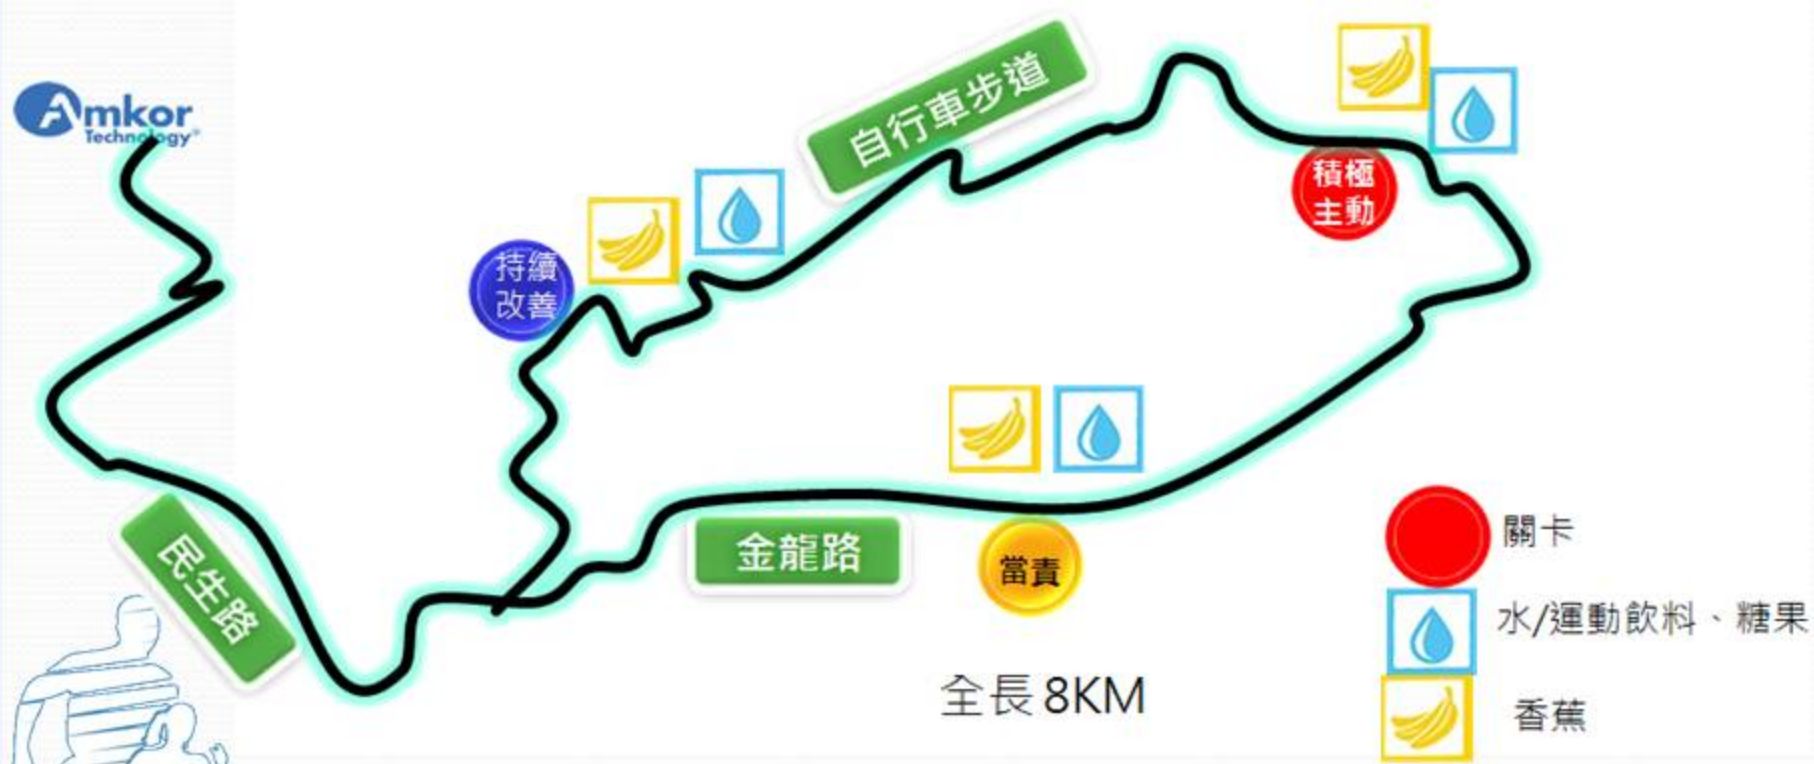 Amkor
Technology®
自行車步道
積極
主動
持續
改善
民生路
金龍路
當責
全長8KM
關卡
水/運動飲料、糖果
香蕉